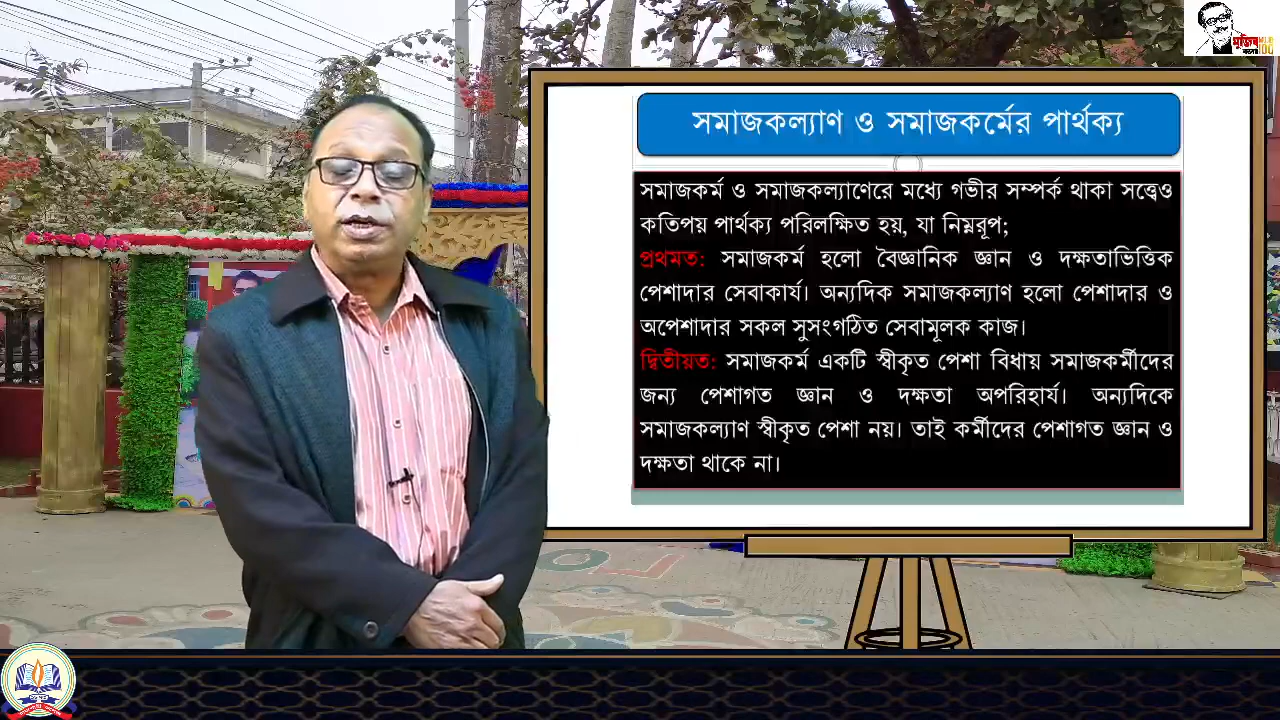 মুজিব
100
সমাজকল্যাণ ও সমাজকর্মের পার্থক্য
সমাজকর্ম ও সমাজকল্যাণেরে মধ্যে গভীর সম্পর্ক থাকা সত্ত্বেও
কতিপয় পার্থক্য পরিলক্ষিত হয়, যা নিম্নরূপ;
প্রথমত: সমাজকর্ম হলো বৈজ্ঞানিক জ্ঞান ও দক্ষতাভিত্তিক
পেশাদার সেবাকার্য। অন্যদিক সমাজকল্যাণ হলো পেশাদার ও
অপেশাদার সকল সুসংগঠিত সেবামূলক কাজ।
দ্বিতীয়ত: সমাজকর্ম একটি স্বীকৃত পেশা বিধায় সমাজকর্মীদের
জন্য পেশাগত জ্ঞান ও দক্ষতা অপরিহার্য। অন্যদিকে
সমাজকল্যাণ স্বীকৃত পেশা নয়। তাই কর্মীদের পেশাগত জ্ঞান ও
দক্ষতা থাকে না।